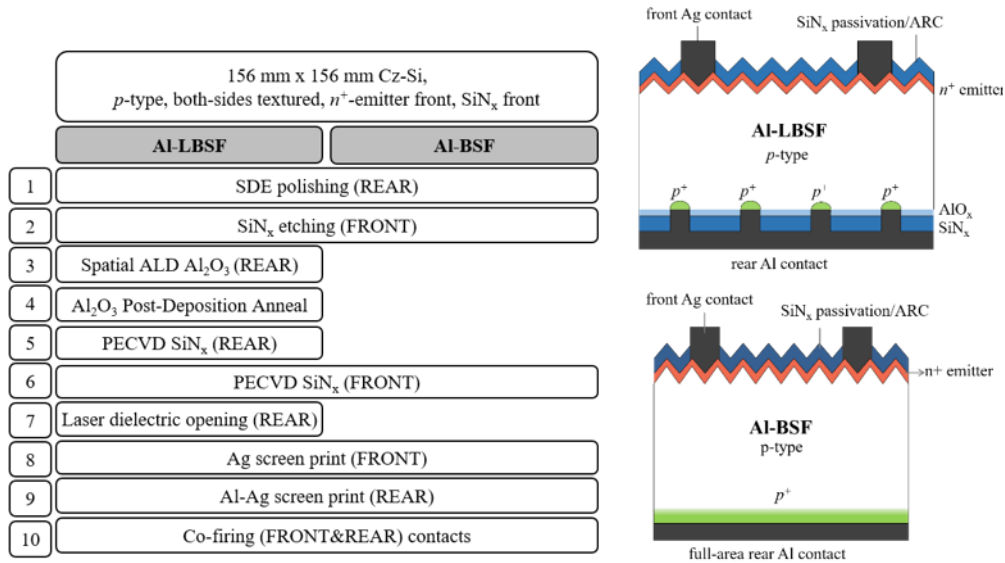 156 mm x 156 mm Cz-Si,
p-type, both-sides textured, n⁺-emitter front, SiNₓ front
Al-LBSF Al-BSF
1 SDE polishing (REAR)
2 SiNₓ etching (FRONT)
3 Spatial ALD Al₂O₃ (REAR)
4 Al₂O₃ Post-Deposition Anneal
5 PECVD SiNₓ (REAR)
6 PECVD SiNₓ (FRONT)
7 Laser dielectric opening (REAR)
8 Ag screen print (FRONT)
9 Al-Ag screen print (REAR)
10 Co-firing (FRONT&REAR) contacts
front Ag contact
SiNₓ passivation/ARC
n⁺ emitter
Al-LBSF
p-type
p⁺ p⁺ p⁺ p⁺
AlOₓ
SiNₓ
rear Al contact
front Ag contact
SiNₓ passivation/ARC
n+ emitter
Al-BSF
p-type
p⁺
full-area rear Al contact